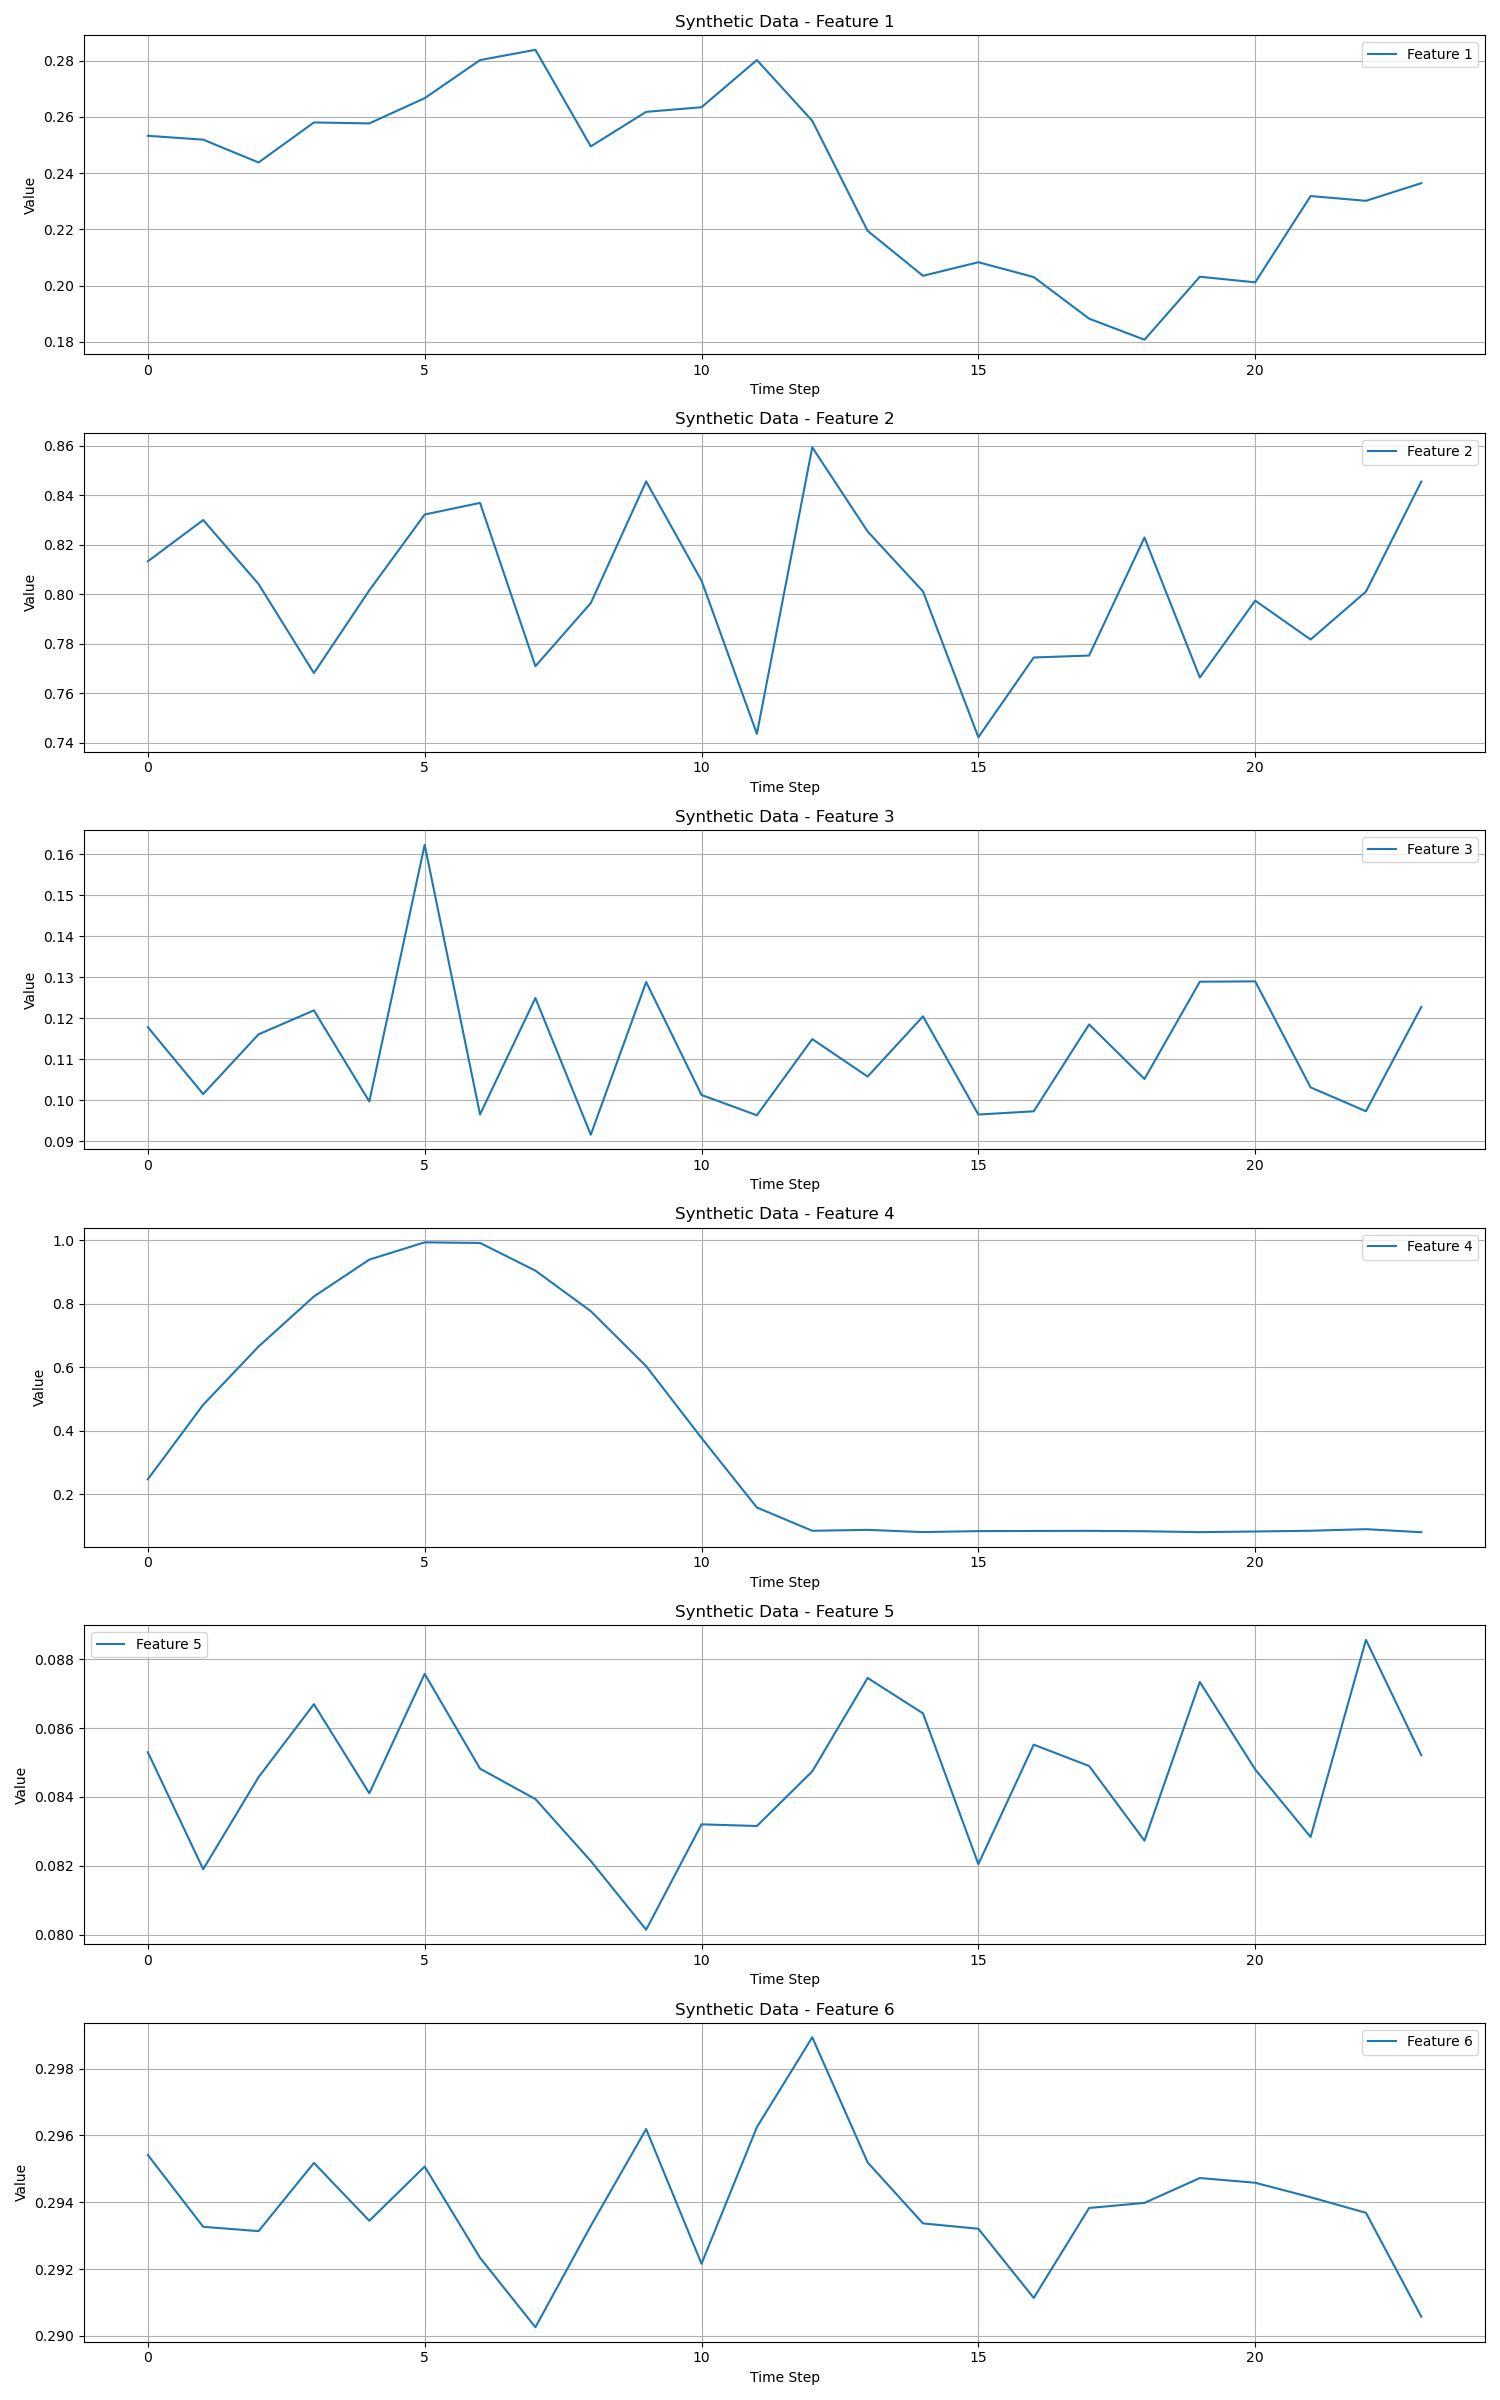 Synthetic Data - Feature 1
Feature 1
0.28
0.26
0.24
0.22
0.20
0.18
Value
0 5 10 15 20
Time Step
Synthetic Data - Feature 2
Feature 2
0.86
0.84
0.82
0.80
0.78
0.76
0.74
Value
0 5 10 15 20
Time Step
Synthetic Data - Feature 3
Feature 3
0.16
0.15
0.14
0.13
0.12
0.11
0.10
0.09
Value
0 5 10 15 20
Time Step
Synthetic Data - Feature 4
Feature 4
1.0
0.8
0.6
0.4
0.2
Value
0 5 10 15 20
Time Step
Synthetic Data - Feature 5
Feature 5
0.088
0.086
0.084
0.082
0.080
Value
0 5 10 15 20
Time Step
Synthetic Data - Feature 6
Feature 6
0.298
0.296
0.294
0.292
0.290
Value
0 5 10 15 20
Time Step